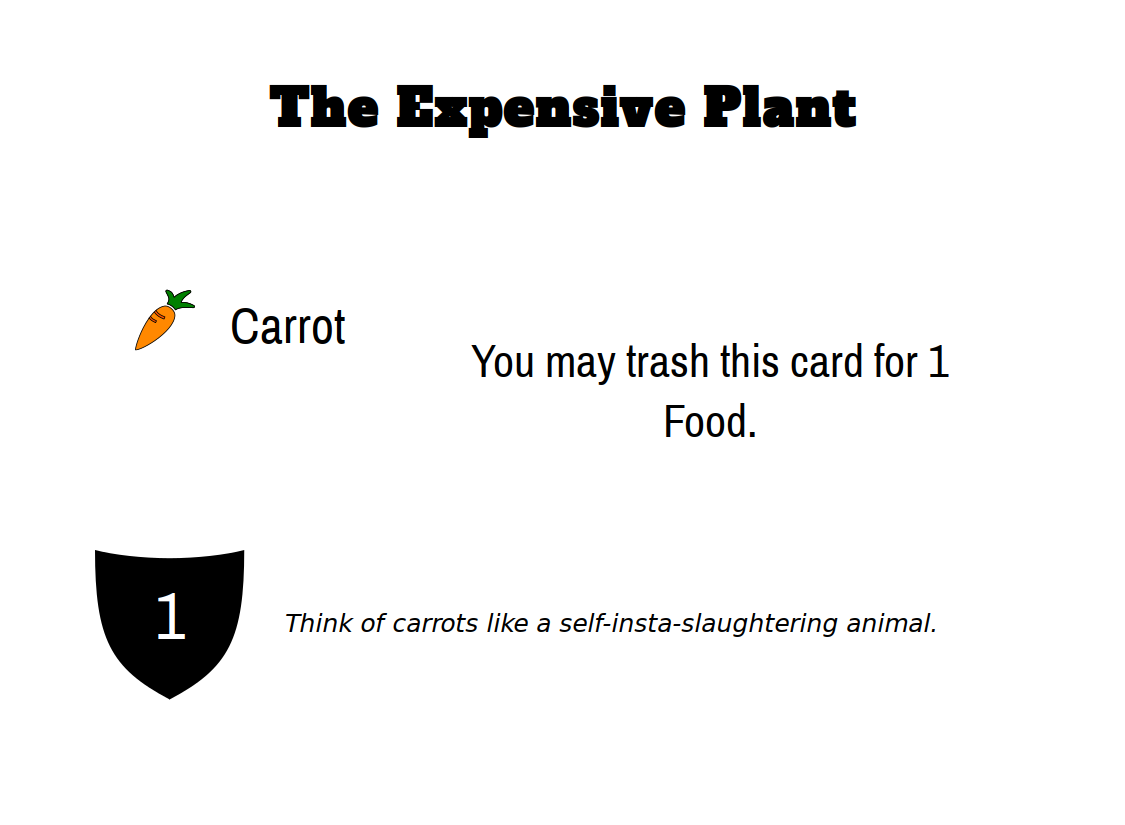 The Expensive Plant
Carrot
You may trash this card for 1
Food.
1
Think of carrots like a self-insta-slaughtering animal.